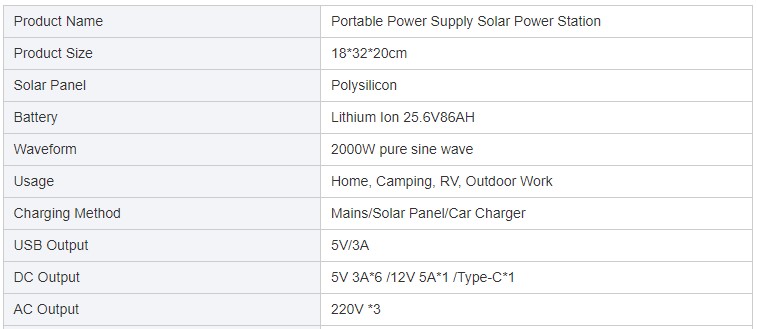 Product Name Portable Power Supply Solar Power Station
Product Size 18*32*20cm
Solar Panel Polysilicon
Battery Lithium Ion 25.6V86AH
Waveform 2000W pure sine wave
Usage Home, Camping, RV, Outdoor Work
Charging Method Mains/Solar Panel/Car Charger
USB Output 5V/3A
DC Output 5V 3A*6 /12V 5A*1 /Type-C*1
AC Output 220V *3